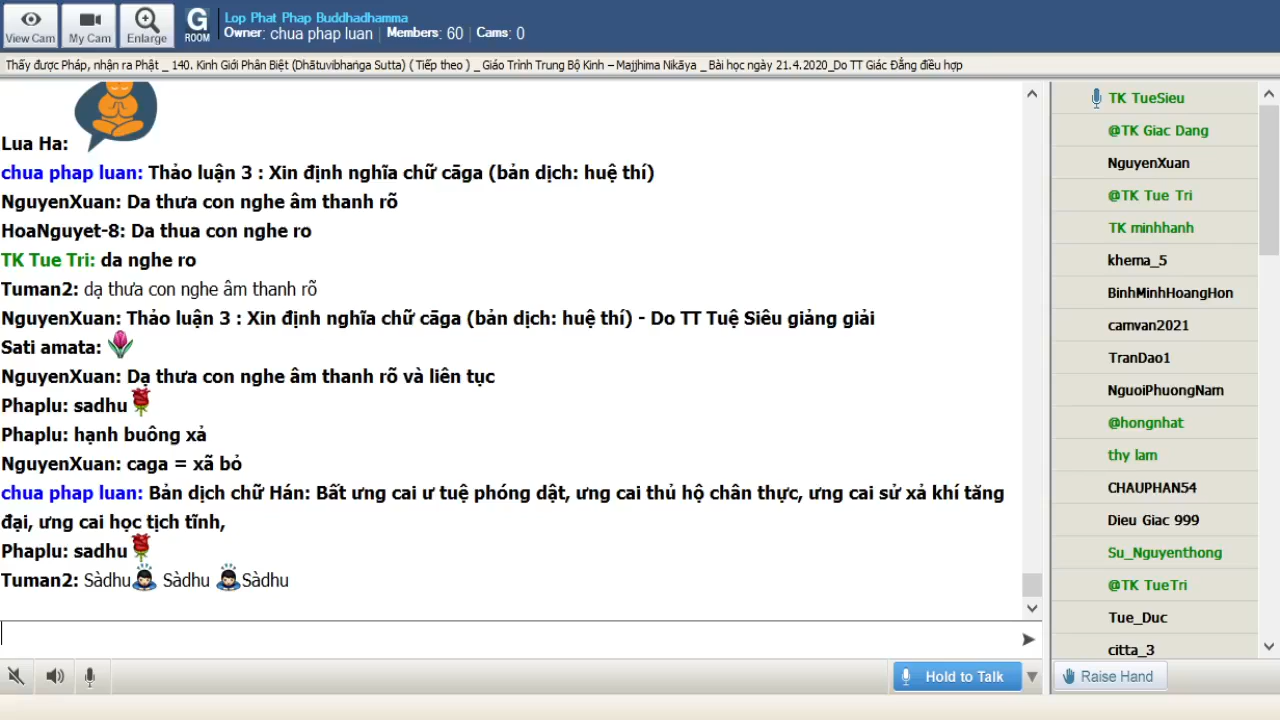 View Cam
My Cam
Enlarge
G
ROOM
Lop Phat Phap Buddhadhamma
Owner: chua phap luan | Members: 60 | Cams: 0
Thấy được Pháp, nhận ra Phật _ 140. Kinh Giới Phân Biệt (Dhātuvibhaṅga Sutta) ( Tiếp theo ) _ Giáo Trình Trung Bộ Kinh – Majjhima Nikāya _ Bài học ngày 21.4.2020_Do TT Giác Đẳng điều hợp
Lua Ha:
chua phap luan: Thảo luận 3 : Xin định nghĩa chữ cāga (bản dịch: huệ thí)
NguyenXuan: Da thưa con nghe âm thanh rõ
HoaNguyet-8: Da thua con nghe ro
TK Tue Tri: da nghe ro
Tuman2: dạ thưa con nghe âm thanh rõ
NguyenXuan: Thảo luận 3 : Xin định nghĩa chữ cāga (bản dịch: huệ thí) - Do TT Tuệ Siêu giảng giải
Sati amata:
NguyenXuan: Dạ thưa con nghe âm thanh rõ và liên tục
Phaplu: sadhu
Phaplu: hạnh buông xả
NguyenXuan: caga = xã bỏ
chua phap luan: Bản dịch chữ Hán: Bất ưng cai ư tuệ phóng dật, ưng cai thủ hộ chân thực, ưng cai sử xả khí tăng
đại, ưng cai học tịch tĩnh,
Phaplu: sadhu
Tuman2: Sàdhu Sàdhu Sàdhu
Hold to Talk
TK TueSieu
@TK Giac Dang
NguyenXuan
@TK Tue Tri
TK minhhanh
khema_5
BinhMinhHoangHon
camvan2021
TranDao1
NguoiPhuongNam
@hongnhat
thy lam
CHAUPHAN54
Dieu Giac 999
Su_Nguyenthong
@TK TueTri
Tue_Duc
citta_3
Raise Hand